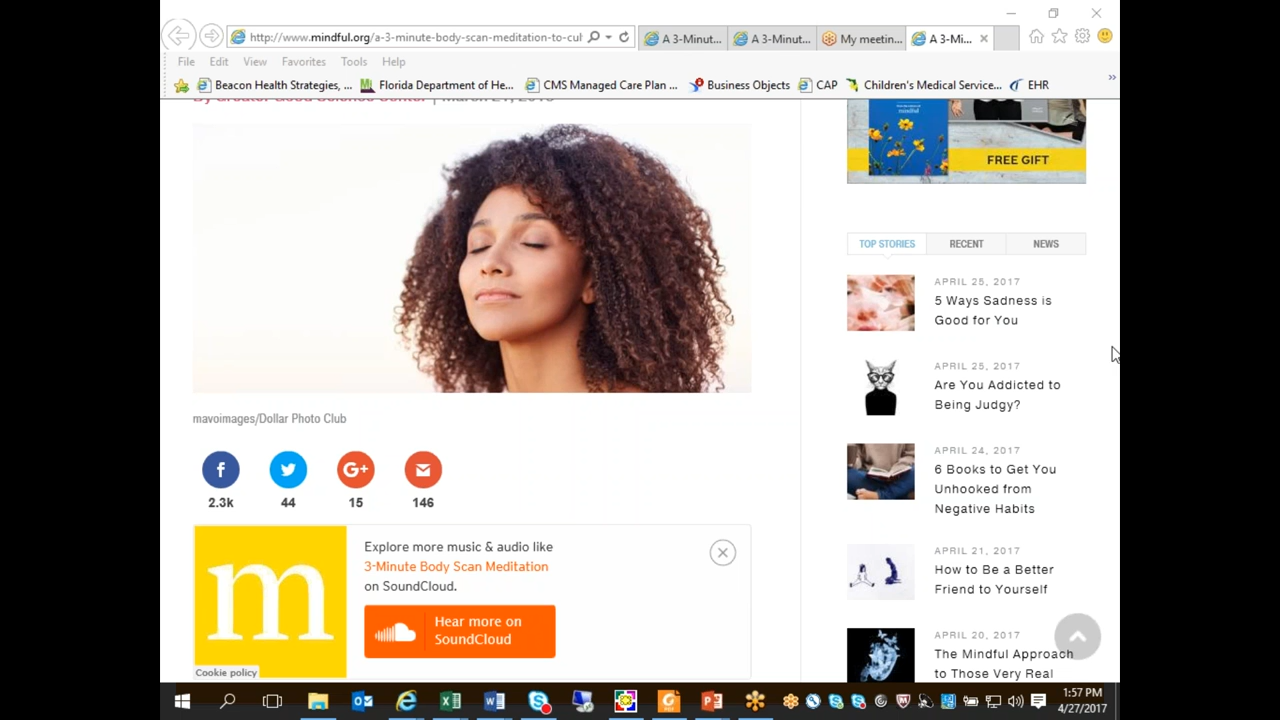 http://www.mindful.org/a-3-minute-body-scan-meditation-to-cul
A 3-Minut...
A 3-Minut...
My meetin...
A 3-Mi...
File Edit View Favorites Tools Help
Beacon Health Strategies, ...
Florida Department of He...
CMS Managed Care Plan ...
Business Objects
CAP
Children's Medical Service...
EHR
By Greater Good Science Center |
mindful
FREE GIFT
TOP STORIES RECENT NEWS
APRIL 25, 2017
5 Ways Sadness is
Good for You
APRIL 25, 2017
Are You Addicted to
Being Judgy?
APRIL 24, 2017
6 Books to Get You
Unhooked from
Negative Habits
APRIL 21, 2017
How to Be a Better
Friend to Yourself
APRIL 20, 2017
The Mindful Approach
to Those Very Real
mavoimages/Dollar Photo Club
2.3k 44 15 146
m
Explore more music & audio like
3-Minute Body Scan Meditation
on SoundCloud.
Hear more on
SoundCloud
Cookie policy
1:57 PM
4/27/2017